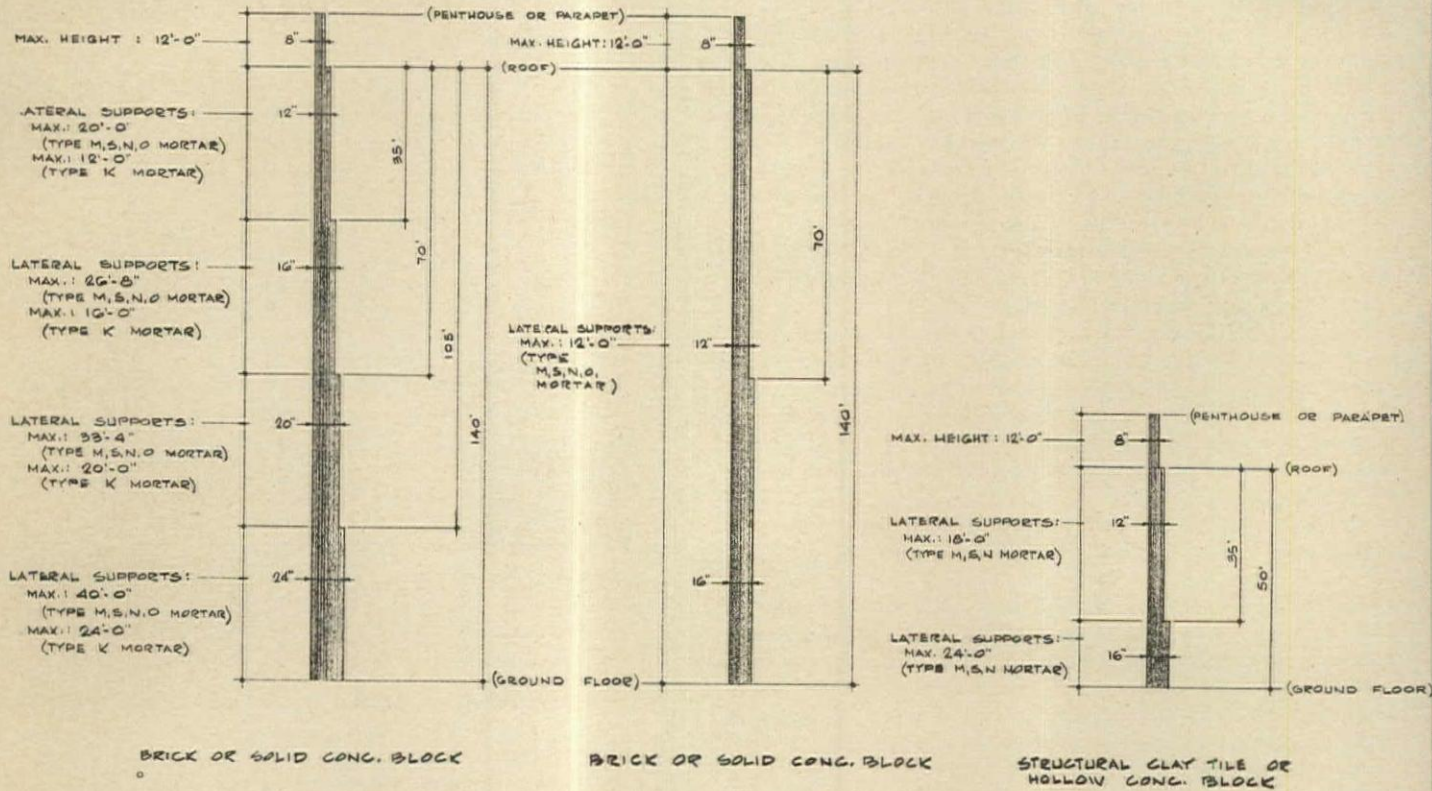 (PENTHOUSE OR PARAPET)
MAX. HEIGHT : 12'-0"
8"
(ROOF)
.ATERAL SUPPORTS:
MAX.: 20'-0"
(TYPE M,S,N,O MORTAR)
MAX.: 12'-0"
(TYPE K MORTAR)
12"
35'
LATERAL SUPPORTS:
MAX.: 26'-8"
(TYPE M,S,N,O MORTAR)
MAX.: 16'-0"
(TYPE K MORTAR)
16"
70'
105'
LATERAL SUPPORTS:
MAX.: 33'-4"
(TYPE M,S,N,O MORTAR)
MAX.: 20'-0"
(TYPE K MORTAR)
20"
140'
LATERAL SUPPORTS:
MAX.: 40'-0"
(TYPE M,S,N,O MORTAR)
MAX.: 24'-0"
(TYPE K MORTAR)
24"
(GROUND FLOOR)
BRICK OR SOLID CONC. BLOCK
MAX. HEIGHT: 12'-0"
8"
70'
LATERAL SUPPORTS:
MAX.: 12'-0"
(TYPE
M,S,N,O,
MORTAR)
12"
140'
16"
BRICK OR SOLID CONC. BLOCK
(PENTHOUSE OR PARAPET)
MAX. HEIGHT : 12'-0"
8"
(ROOF)
LATERAL SUPPORTS:
MAX.: 18'-0"
(TYPE M,S,N MORTAR)
12"
35'
50'
LATERAL SUPPORTS:
MAX. 24'-0"
(TYPE M,S,N MORTAR)
16"
(GROUND FLOOR)
STRUCTURAL CLAY TILE OR
HOLLOW CONC. BLOCK